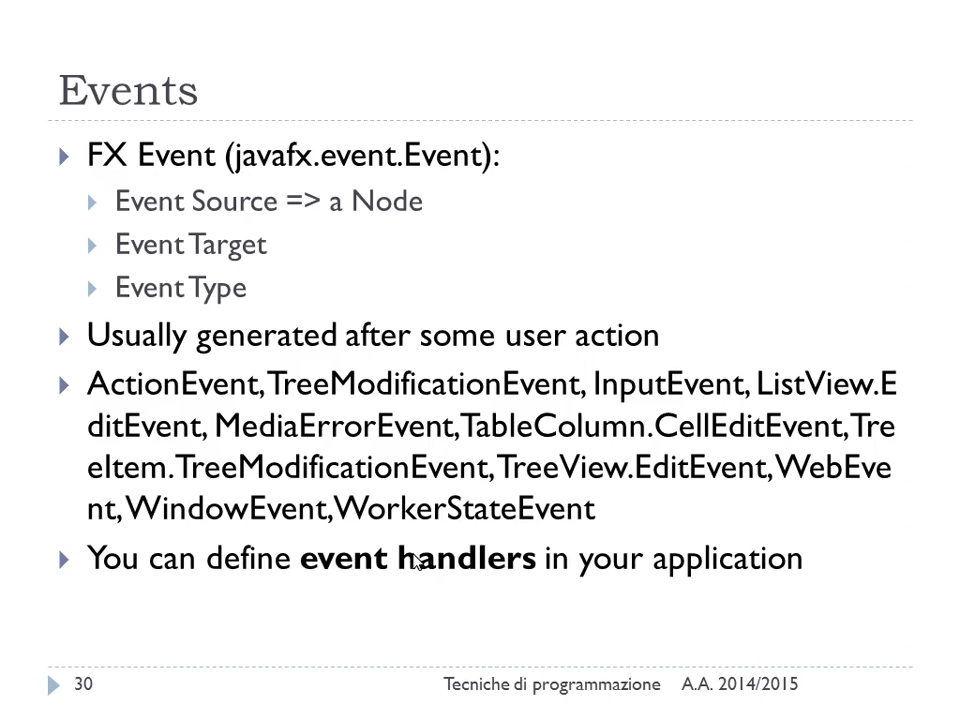 Events
FX Event (javafx.event.Event):
Event Source => a Node
Event Target
Event Type
Usually generated after some user action
ActionEvent, TreeModificationEvent, InputEvent, ListView.E
ditEvent, MediaErrorEvent, TableColumn.CellEditEvent, Tre
eItem.TreeModificationEvent, TreeView.EditEvent, WebEve
nt, WindowEvent, WorkerStateEvent
You can define event handlers in your application
30 Tecniche di programmazione A.A. 2014/2015